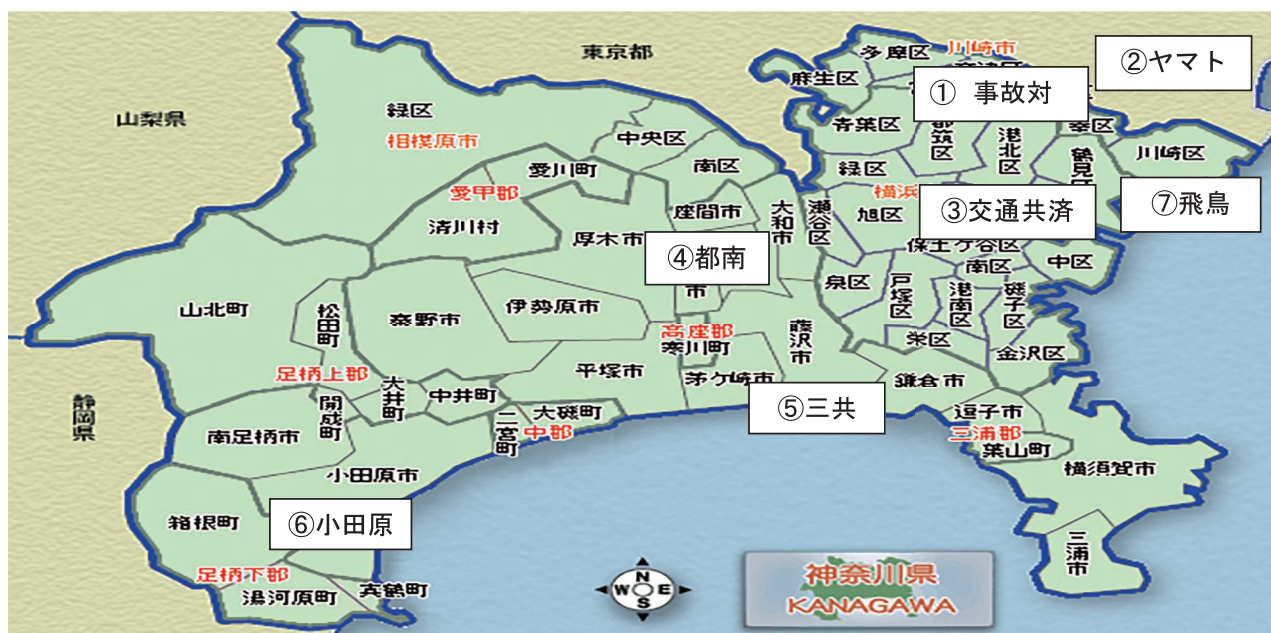 東京都
山梨県
静岡県
川崎市
多摩区
麻生区
②ヤマト
① 事故対
青葉区
都筑区
港北区
幸区
川崎区
鶴見区
緑区
横浜
旭区
瀬谷区
③交通共済
⑦飛鳥
保土ケ谷区
南区
中区
泉区
戸塚区
港南区
磯子区
栄区
金沢区
緑区
相模原市
中央区
南区
愛川町
愛甲郡
清川村
厚木市
座間市
大和市
④都南
市
山北町
松田町
秦野市
伊勢原市
高座郡
寒川町
藤沢市
足柄上郡
開成町
大井町
中井町
平塚市
茅ケ崎市
鎌倉市
⑤三共
逗子市
三浦郡
葉山町
横須賀市
三浦市
南足柄市
小田原市
二宮町
大磯町
中郡
箱根町
⑥小田原
足柄下郡
湯河原町
真鶴町
N
W E
S
神奈川県
KANAGAWA